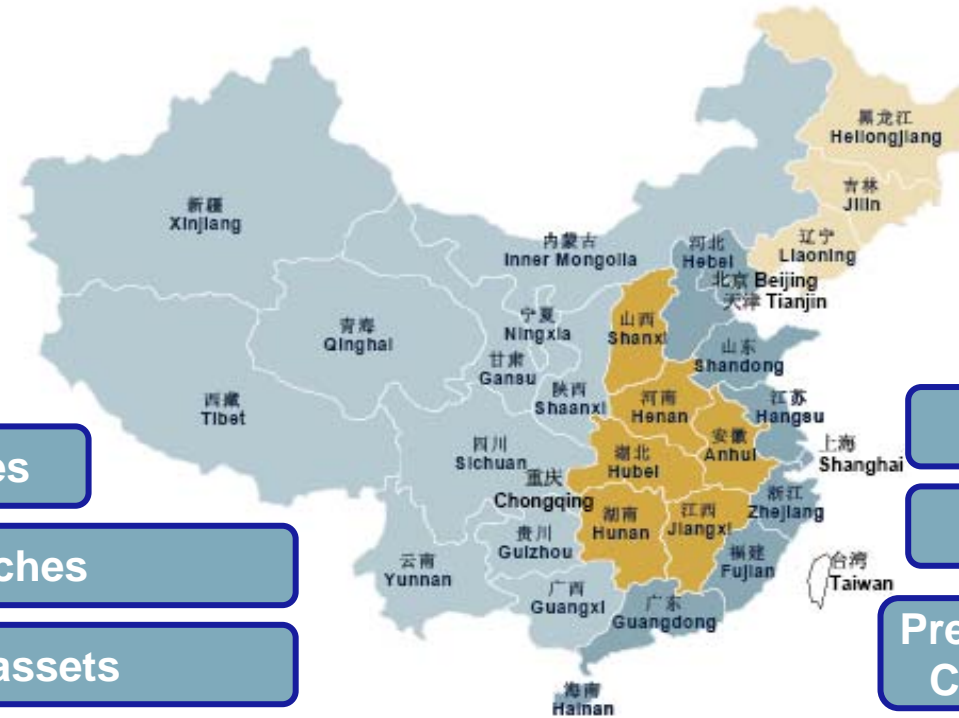 黑龙江
Heilongjiang
吉林
Jilin
辽宁
Liaoning
新疆
Xinjiang
内蒙古
Inner Mongolia
河北
Hebei
北京 Beijing
天津 Tianjin
山西
Shanxi
宁夏
Ningxia
青海
Qinghai
甘肃
Gansu
山东
Shandong
陕西
Shaanxi
河南
Henan
江苏
Hangsu
西藏
Tibet
安徽
Anhui
四川
Sichuan
湖北
Hubei
上海
Shanghai
重庆
Chongqing
浙江
Zhejiang
湖南
Hunan
江西
Jiangxi
贵川
Guizhou
福建
Fujian
云南
Yunnan
台湾
Taiwan
广西
Guangxi
广东
Guangdong
海南
Hainan
es
ches
assets
Pre
C